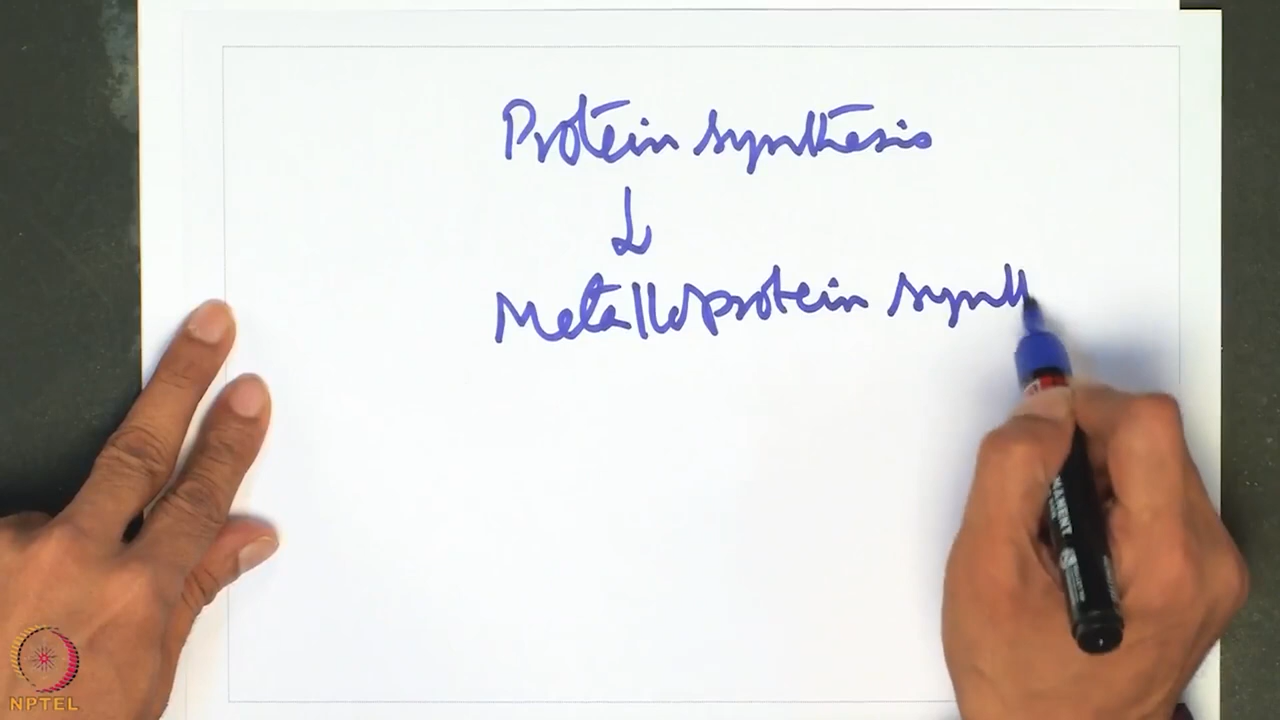 Protein synthesis
↓
Metalloprotein synth
NPTEL